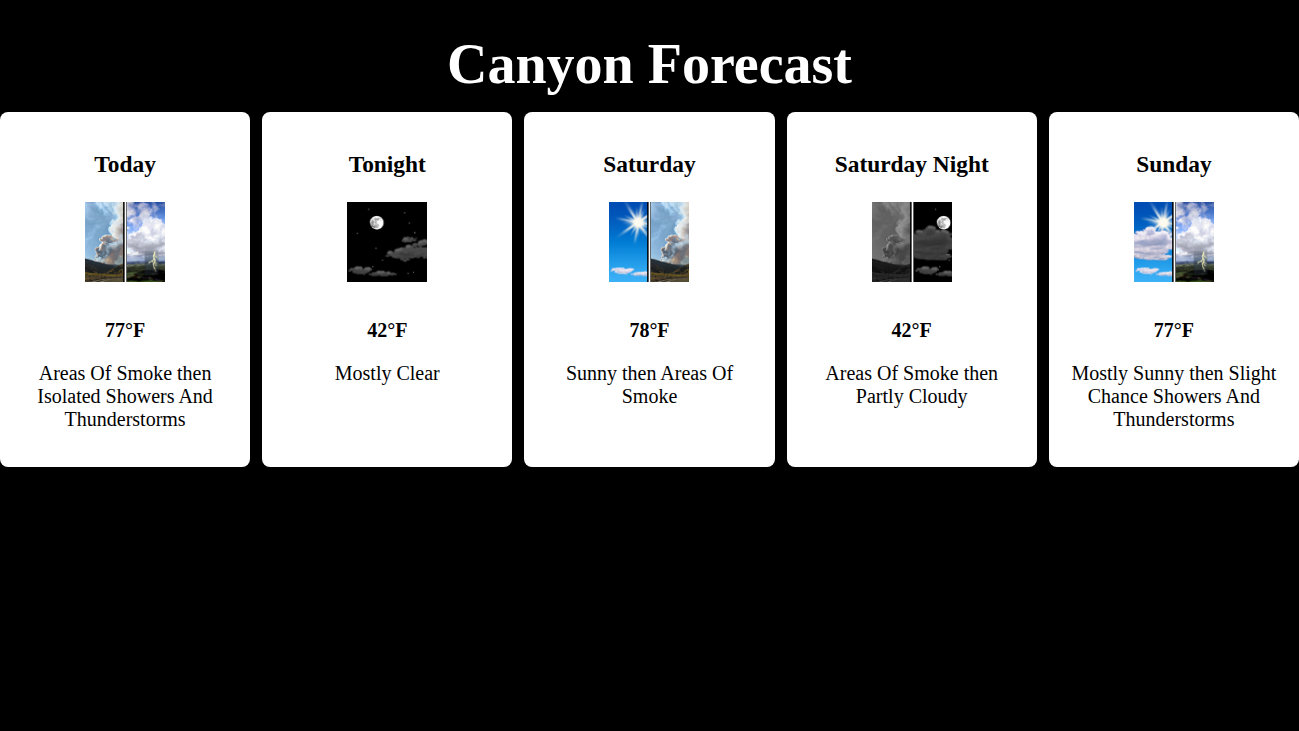 Canyon Forecast
Today
77°F
Areas Of Smoke then
Isolated Showers And
Thunderstorms
Tonight
42°F
Mostly Clear
Saturday
78°F
Sunny then Areas Of
Smoke
Saturday Night
42°F
Areas Of Smoke then
Partly Cloudy
Sunday
77°F
Mostly Sunny then Slight
Chance Showers And
Thunderstorms